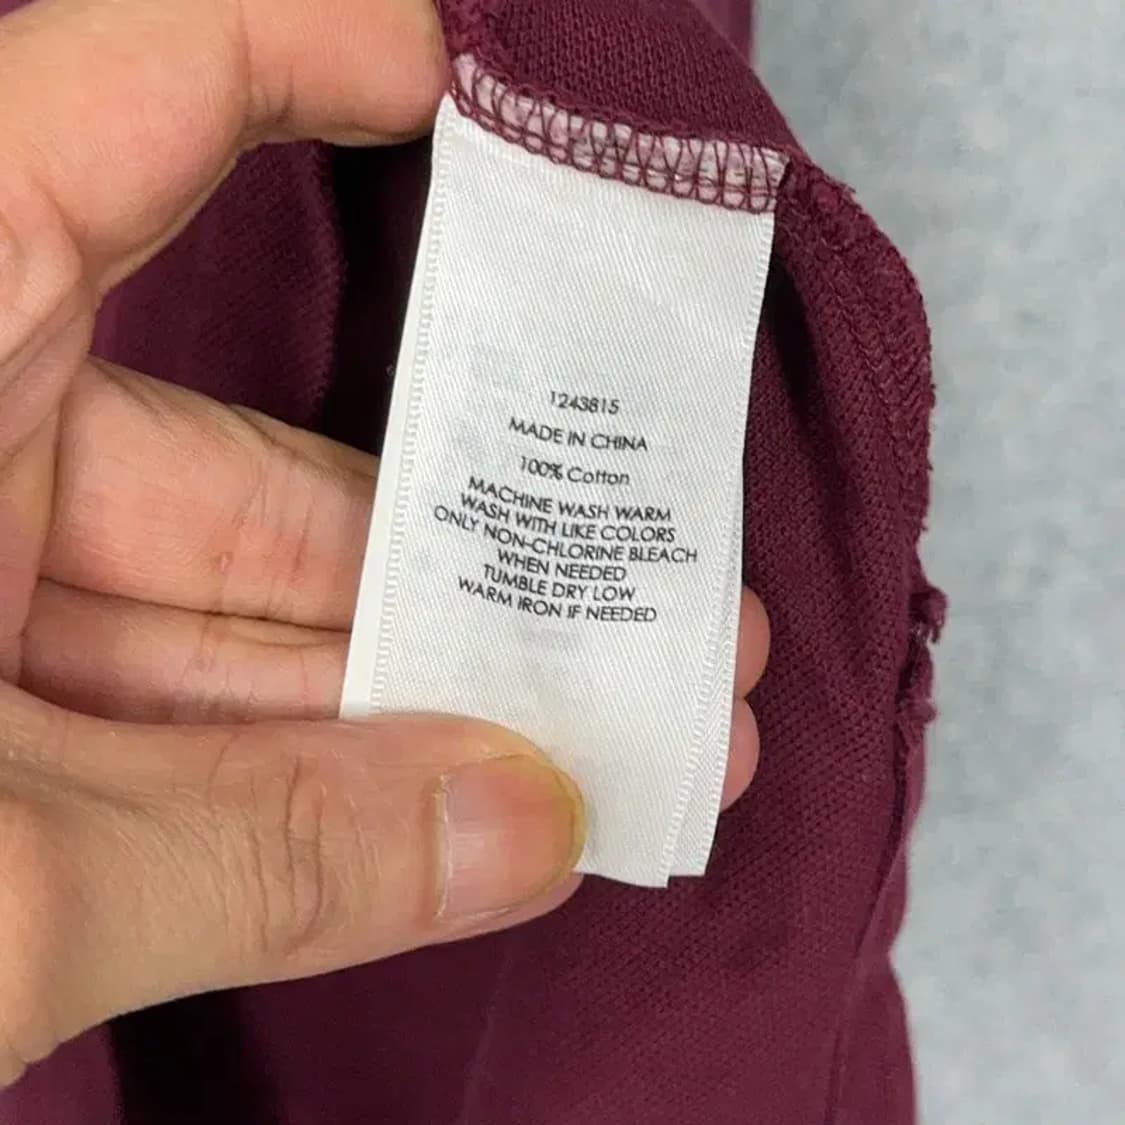 1243815
MADE IN CHINA
100% Cotton
MACHINE WASH WARM
WASH WITH LIKE COLORS
ONLY NON-CHLORINE BLEACH
WHEN NEEDED
TUMBLE DRY LOW
WARM IRON IF NEEDED